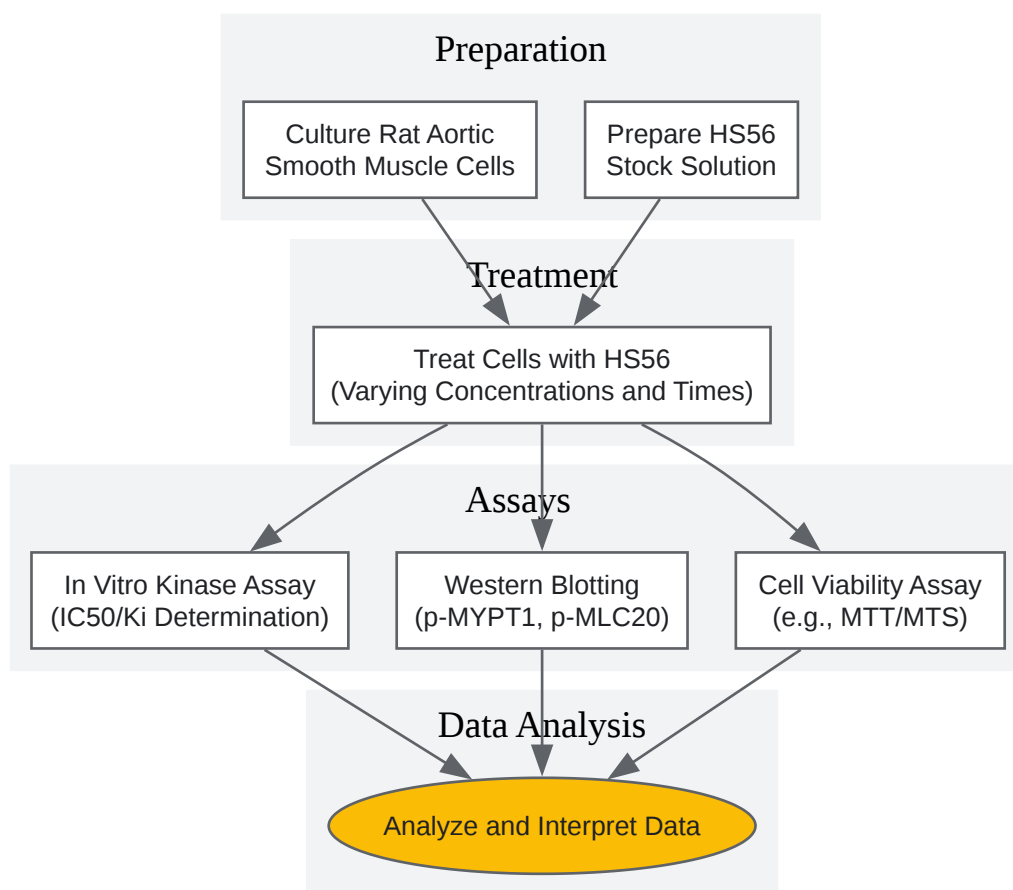 Preparation
Culture Rat Aortic
Smooth Muscle Cells
Prepare HS56
Stock Solution
Treatment
Treat Cells with HS56
(Varying Concentrations and Times)
Assays
In Vitro Kinase Assay
(IC50/Ki Determination)
Western Blotting
(p-MYPT1, p-MLC20)
Cell Viability Assay
(e.g., MTT/MTS)
Data Analysis
Analyze and Interpret Data